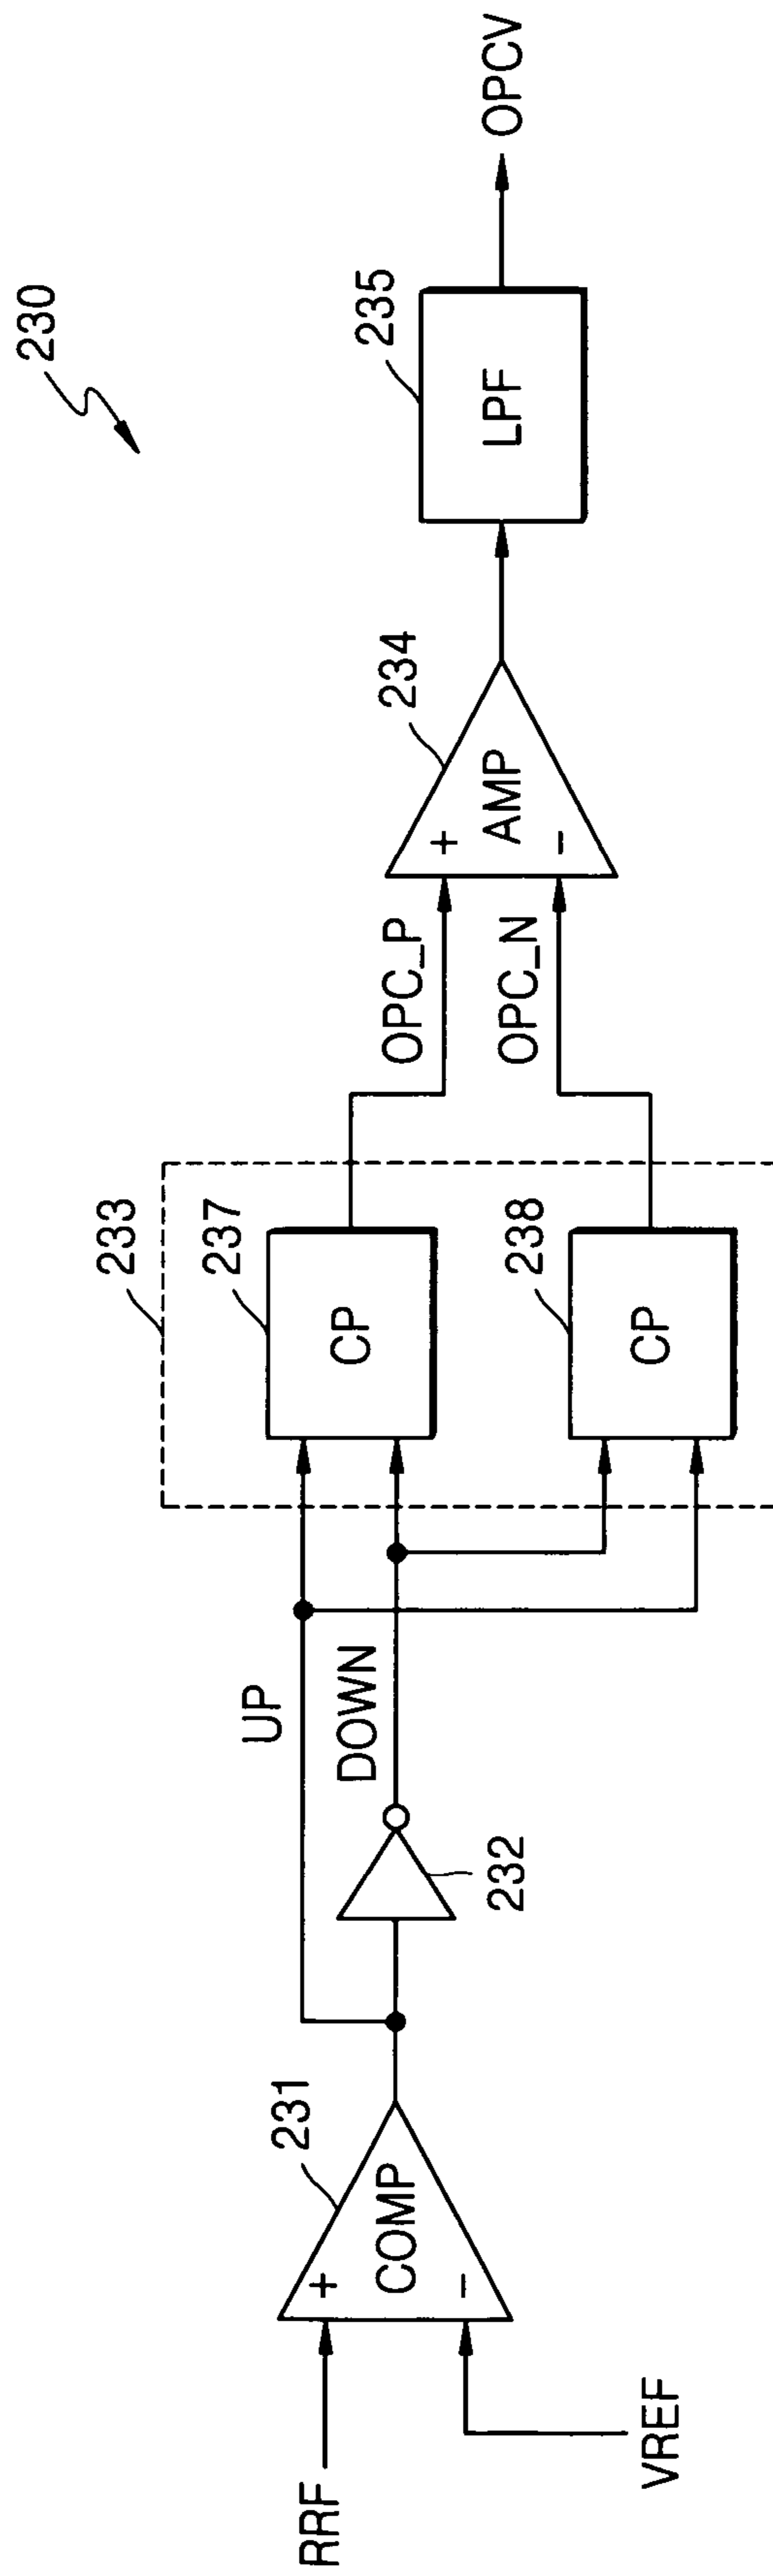 230
RRF
VREF
231
+
COMP
−
UP
DOWN
232
233
237
CP
238
CP
OPC_P
OPC_N
234
+
AMP
−
235
LPF
OPCV